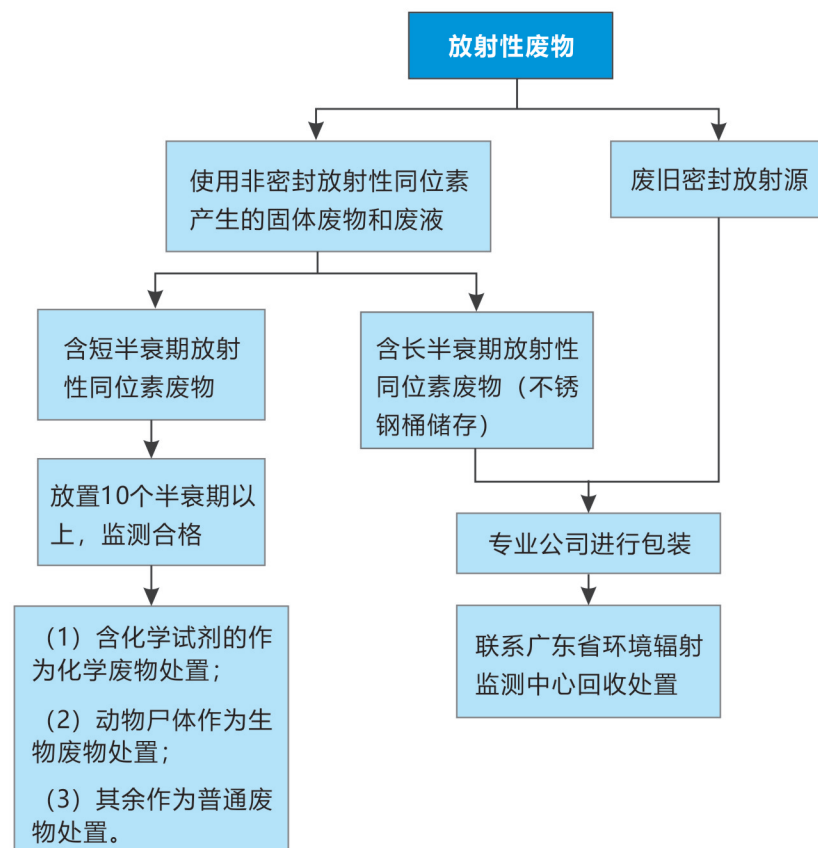 放射性废物
使用非密封放射性同位素
产生的固体废物和废液
废旧密封放射源
含短半衰期放射
性同位素废物
含长半衰期放射性
同位素废物（不锈
钢桶储存）
放置10个半衰期以
上，监测合格
专业公司进行包装
（1）含化学试剂的作
为化学废物处置；
（2）动物尸体作为生
物废物处置；
（3）其余作为普通废
物处置。
联系广东省环境辐射
监测中心回收处置